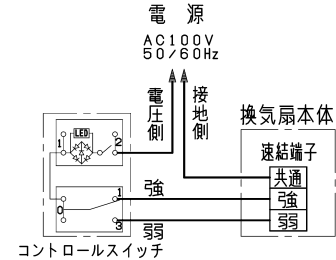 電 源
AC100V
50/60Hz
電圧側
接地側
換気扇本体
速結端子
共通
強
弱
LED
1
2
強
0
1
3
弱
コントロールスイッチ